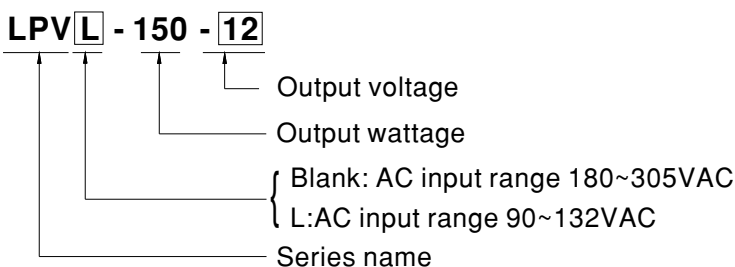 LPVL - 150 - 12
Output voltage
Output wattage
Blank: AC input range 180~305VAC
L:AC input range 90~132VAC
Series name